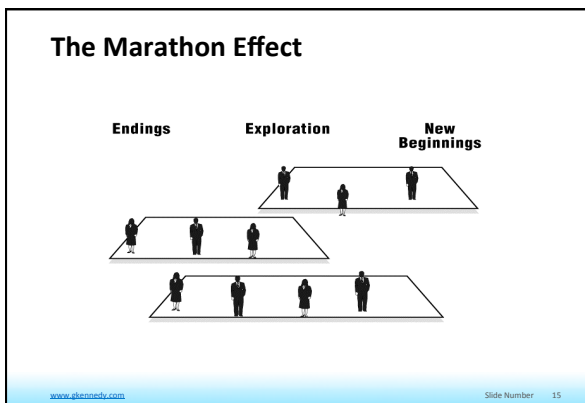 The Marathon Effect
Endings Exploration New
Beginnings
www.gkennedy.com Slide Number 15